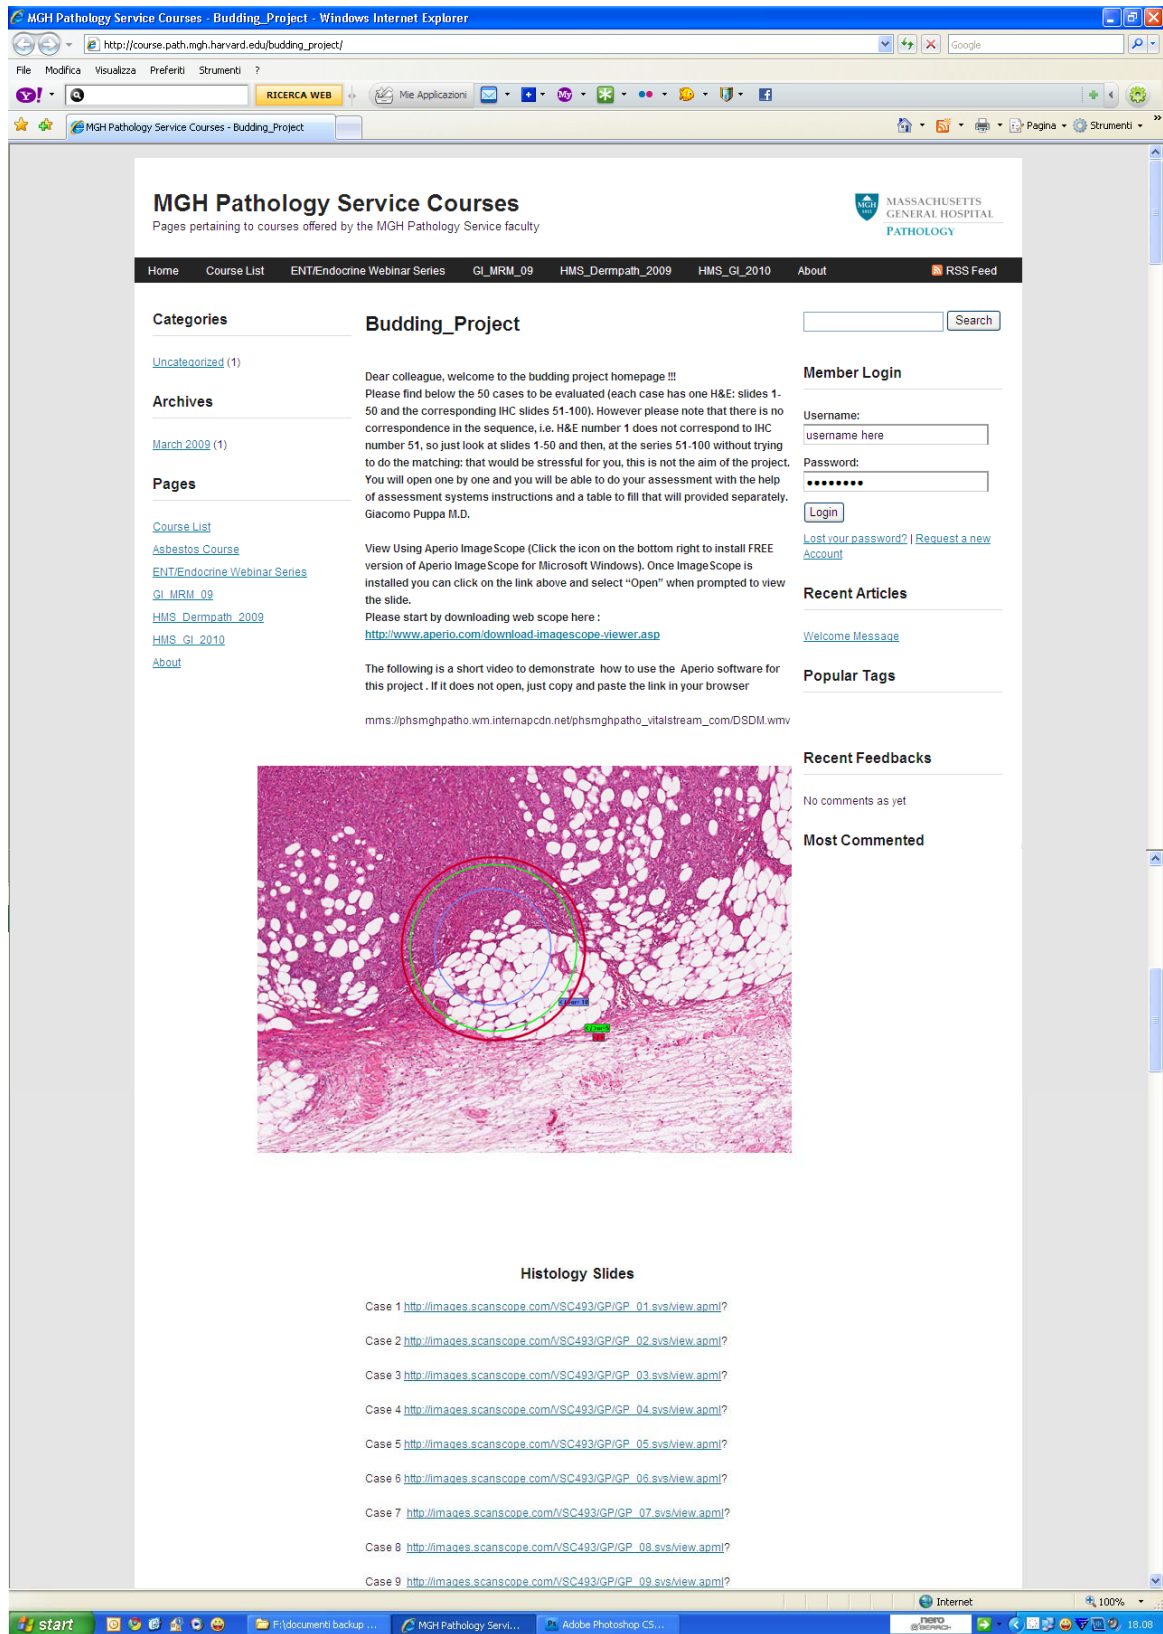 MGH Pathology Service Courses - Budding_Project - Windows Internet Explorer
http://course.path.mgh.harvard.edu/budding_project/
Google
File Modifica Visualizza Preferiti Strumenti ?
RICERCA WEB
Mie Applicazioni
MGH Pathology Service Courses - Budding_Project
Pagina
Strumenti
MGH Pathology Service Courses
Pages pertaining to courses offered by the MGH Pathology Service faculty
MGH
1811
MASSACHUSETTS
GENERAL HOSPITAL
PATHOLOGY
Home Course List ENT/Endocrine Webinar Series GI_MRM_09 HMS_Dermpath_2009 HMS_GI_2010 About RSS Feed
Categories
Uncategorized (1)
Archives
March 2009 (1)
Pages
Course List
Asbestos Course
ENT/Endocrine Webinar Series
GI_MRM_09
HMS_Dermpath_2009
HMS_GI_2010
About
Budding_Project
Dear colleague, welcome to the budding project homepage !!!
Please find below the 50 cases to be evaluated (each case has one H&E: slides 1-
50 and the corresponding IHC slides 51-100). However please note that there is no
correspondence in the sequence, i.e. H&E number 1 does not correspond to IHC
number 51, so just look at slides 1-50 and then, at the series 51-100 without trying
to do the matching: that would be stressful for you, this is not the aim of the project.
You will open one by one and you will be able to do your assessment with the help
of assessment systems instructions and a table to fill that will provided separately.
Giacomo Puppa M.D.
View Using Aperio ImageScope (Click the icon on the bottom right to install FREE
version of Aperio ImageScope for Microsoft Windows). Once ImageScope is
installed you can click on the link above and select “Open” when prompted to view
the slide.
Please start by downloading web scope here :
http://www.aperio.com/download-imagescope-viewer.asp
The following is a short video to demonstrate how to use the Aperio software for
this project . If it does not open, just copy and paste the link in your browser
mms://phsmghpatho.wm.internapcdn.net/phsmghpatho_vitalstream_com/DSDM.wmv
Search
Member Login
Username:
username here
Password:
Login
Lost your password? | Request a new
Account
Recent Articles
Welcome Message
Popular Tags
Recent Feedbacks
No comments as yet
Most Commented
Histology Slides
Case 1 http://images.scanscope.com/VSC493/GP/GP_01.svs/view.apml?
Case 2 http://images.scanscope.com/VSC493/GP/GP_02.svs/view.apml?
Case 3 http://images.scanscope.com/VSC493/GP/GP_03.svs/view.apml?
Case 4 http://images.scanscope.com/VSC493/GP/GP_04.svs/view.apml?
Case 5 http://images.scanscope.com/VSC493/GP/GP_05.svs/view.apml?
Case 6 http://images.scanscope.com/VSC493/GP/GP_06.svs/view.apml?
Case 7 http://images.scanscope.com/VSC493/GP/GP_07.svs/view.apml?
Case 8 http://images.scanscope.com/VSC493/GP/GP_08.svs/view.apml?
Case 9 http://images.scanscope.com/VSC493/GP/GP_09.svs/view.apml?
Internet
100%
start
F:\documenti backup ...
MGH Pathology Servi...
Adobe Photoshop CS...
nero
SEARCH
18.08